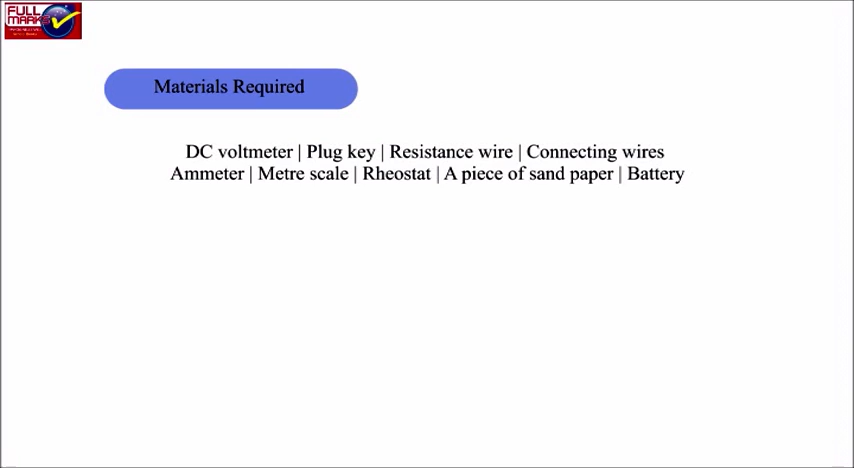 FULL
MARKS
Materials Required
DC voltmeter | Plug key | Resistance wire | Connecting wires
Ammeter | Metre scale | Rheostat | A piece of sand paper | Battery